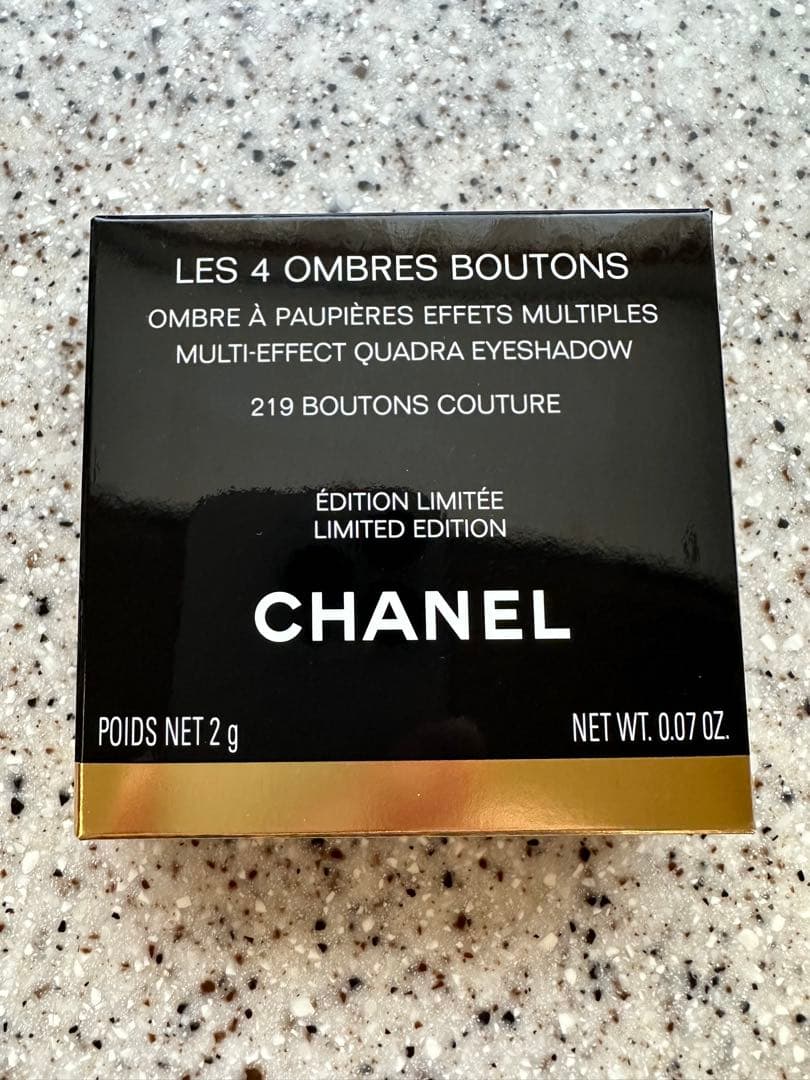 LES 4 OMBRES BOUTONS
OMBRE À PAUPIÈRES EFFETS MULTIPLES
MULTI-EFFECT QUADRA EYESHADOW
219 BOUTONS COUTURE
ÉDITION LIMITÉE
LIMITED EDITION
CHANEL
POIDS NET 2 g NET WT. 0.07 OZ.